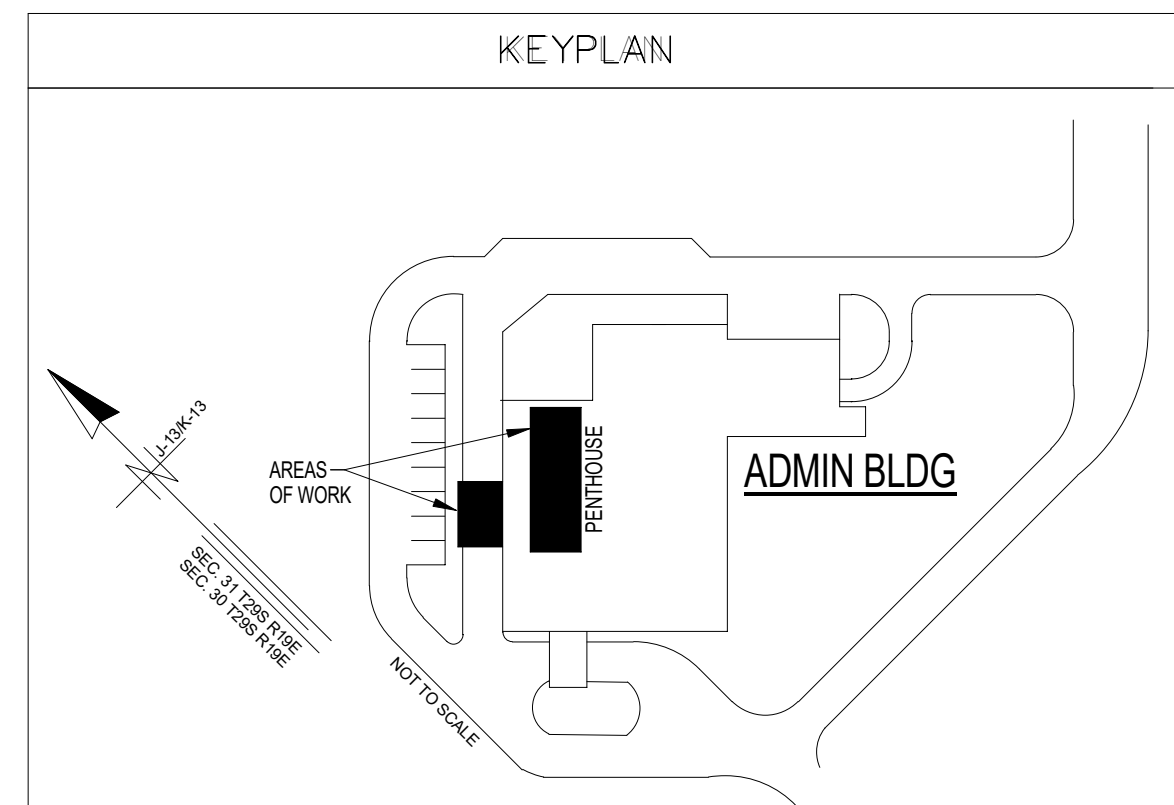 KEYPLAN
J-13/K-13
AREAS
OF WORK
PENTHOUSE
ADMIN BLDG
SEC. 31 T29S R19E
SEC. 30 T29S R19E
NOT TO SCALE